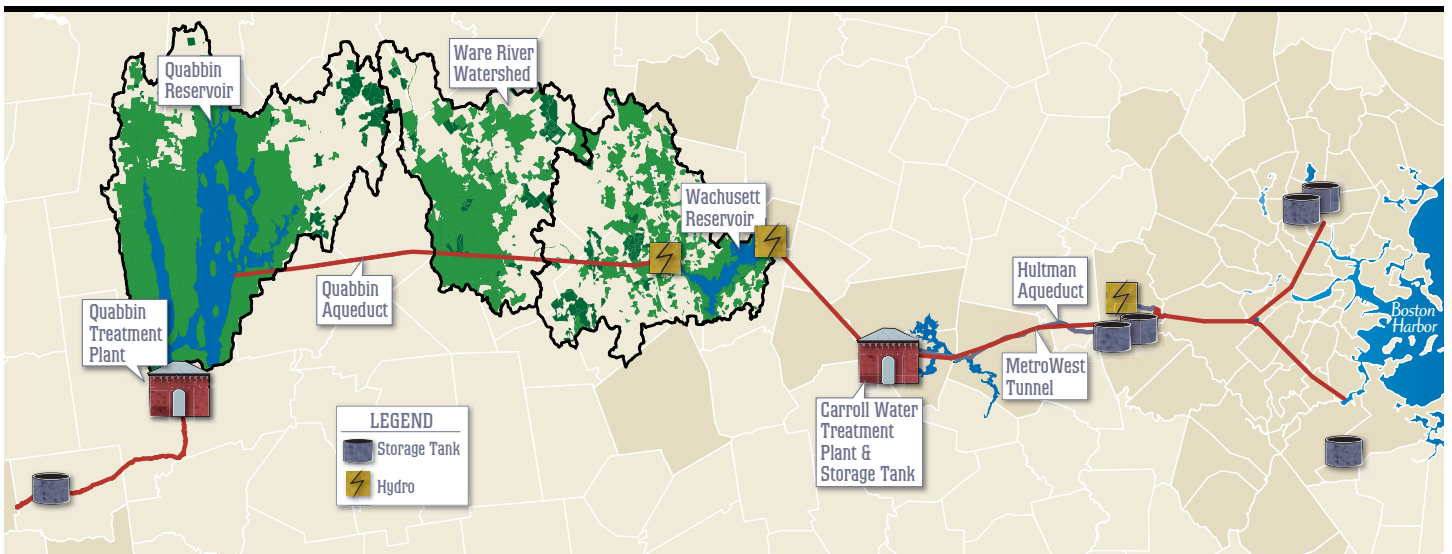 Quabbin
Reservoir
Ware River
Watershed
Wachusett
Reservoir
Quabbin
Aqueduct
Quabbin
Treatment
Plant
Hultman
Aqueduct
MetroWest
Tunnel
Boston
Harbor
Carroll Water
Treatment
Plant &
Storage Tank
LEGEND
Storage Tank
Hydro